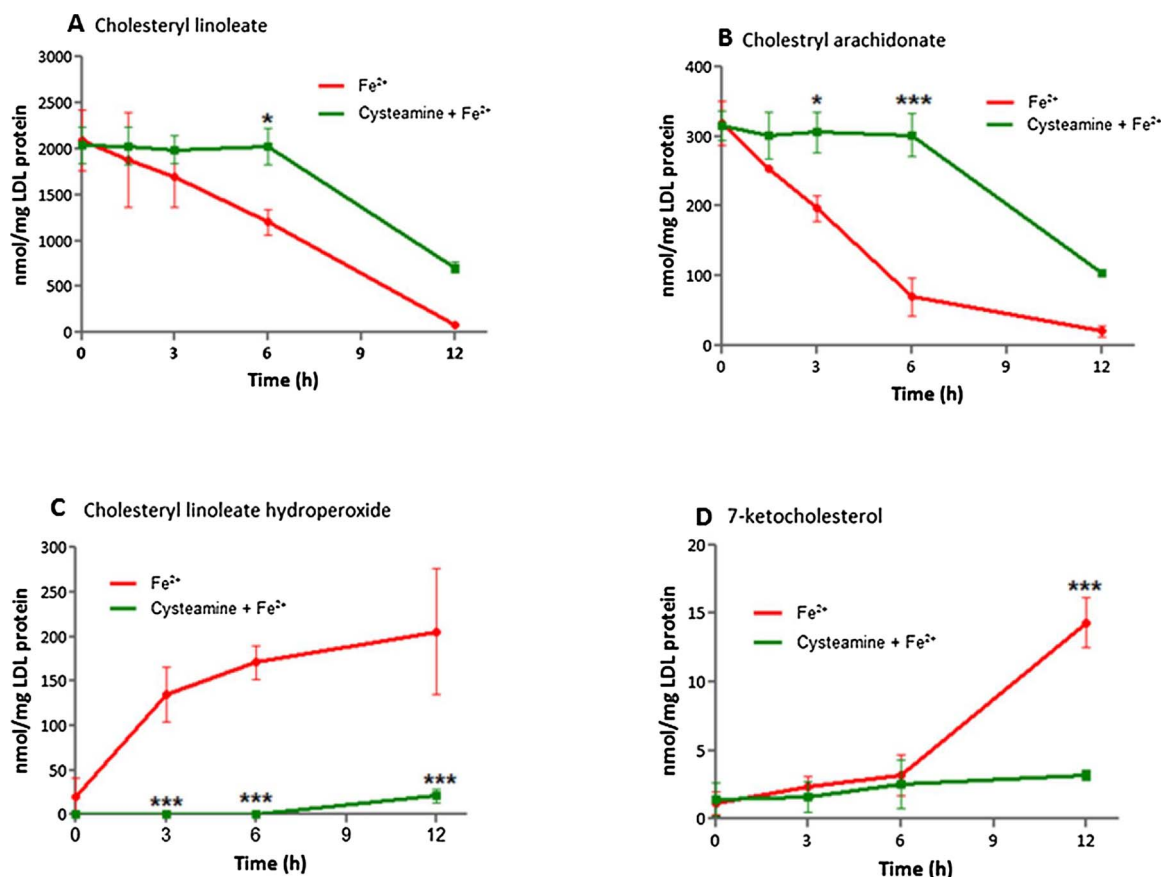 A Cholesteryl linoleate
nmol/mg LDL protein
3000
2500
2000
1500
1000
500
0
Fe²⁺
Cysteamine + Fe²⁺
*
0 3 6 9 12
Time (h)
B Cholestryl arachidonate
nmol/mg LDL protein
400
300
200
100
0
Fe²⁺
Cysteamine + Fe²⁺
* ***
0 3 6 9 12
Time (h)
C Cholesteryl linoleate hydroperoxide
nmol/mg LDL protein
300
250
200
150
100
50
0
Fe²⁺
Cysteamine + Fe²⁺
*** *** ***
0 3 6 9 12
Time (h)
D 7-ketocholesterol
nmol/mg LDL protein
20
15
10
5
0
Fe²⁺
Cysteamine + Fe²⁺
***
0 3 6 9 12
Time (h)